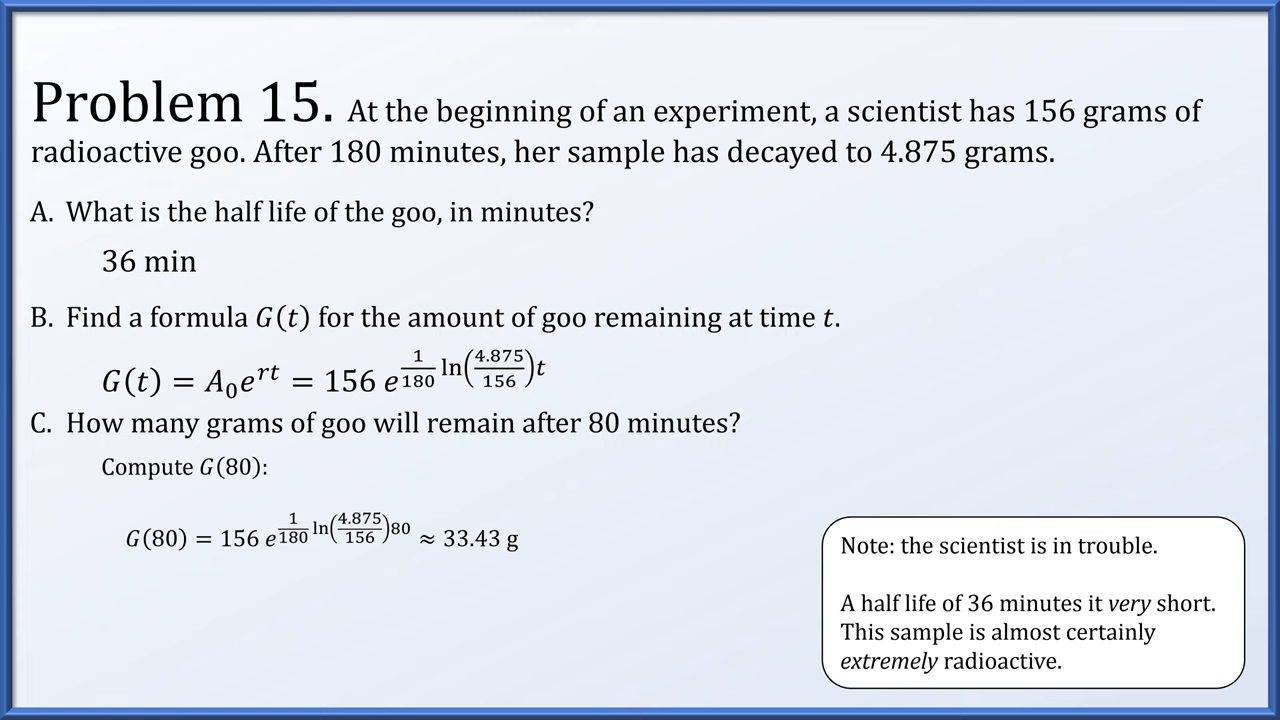 Problem 15. At the beginning of an experiment, a scientist has 156 grams of
radioactive goo. After 180 minutes, her sample has decayed to 4.875 grams.
A. What is the half life of the goo, in minutes?
36 min
B. Find a formula G(t) for the amount of goo remaining at time t.
G(t) = A₀e^{rt} = 156 e^{\frac{1}{180} ln(\frac{4.875}{156})t}
C. How many grams of goo will remain after 80 minutes?
Compute G(80):
G(80) = 156 e^{\frac{1}{180} ln(\frac{4.875}{156})80} ≈ 33.43 g
Note: the scientist is in trouble.
A half life of 36 minutes it very short.
This sample is almost certainly
extremely radioactive.